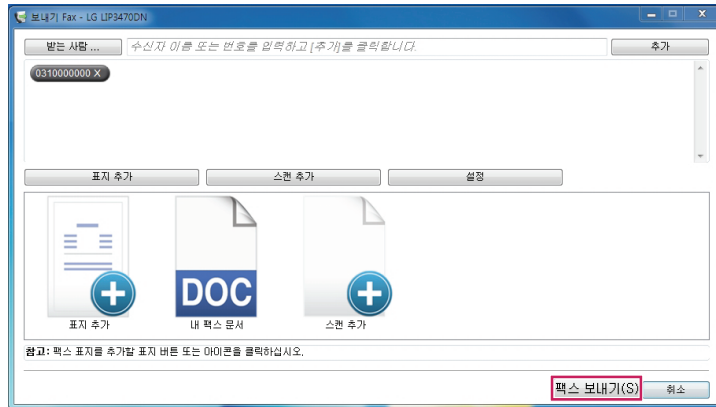 보내기 Fax - LG LIP3470DN
받는 사람 ... 수신자 이름 또는 번호를 입력하고 [추가]를 클릭합니다. 추가
0310000000 X
표지 추가 스캔 추가 설정
DOC
표지 추가 내 팩스 문서 스캔 추가
참고: 팩스 표지를 추가할 표지 버튼 또는 아이콘을 클릭하십시오.
팩스 보내기(S) 취소